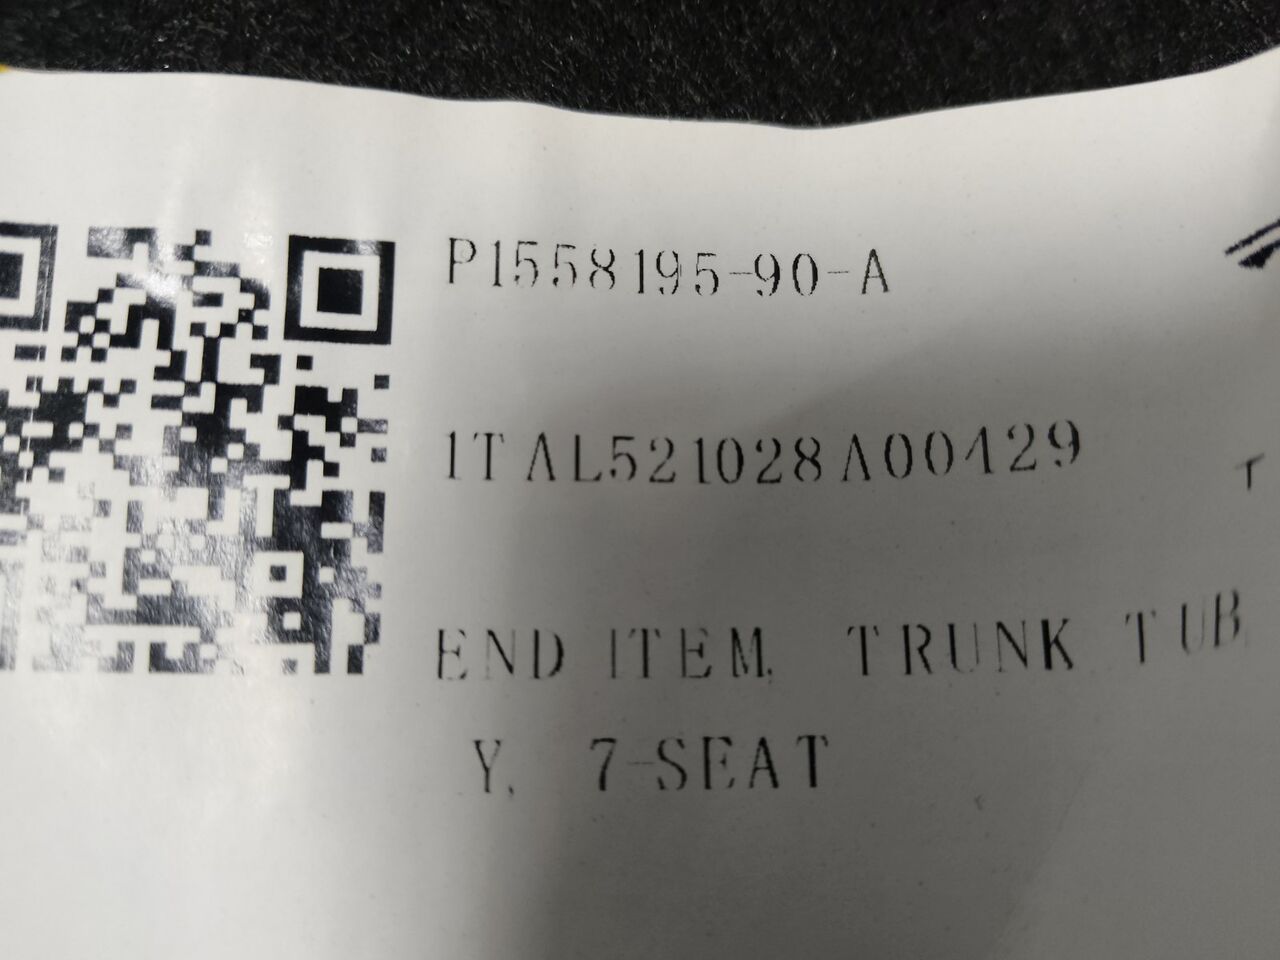 P1558195-90-A
1TAL521028A00429
T
END ITEM, TRUNK TUB,
Y, 7-SEAT